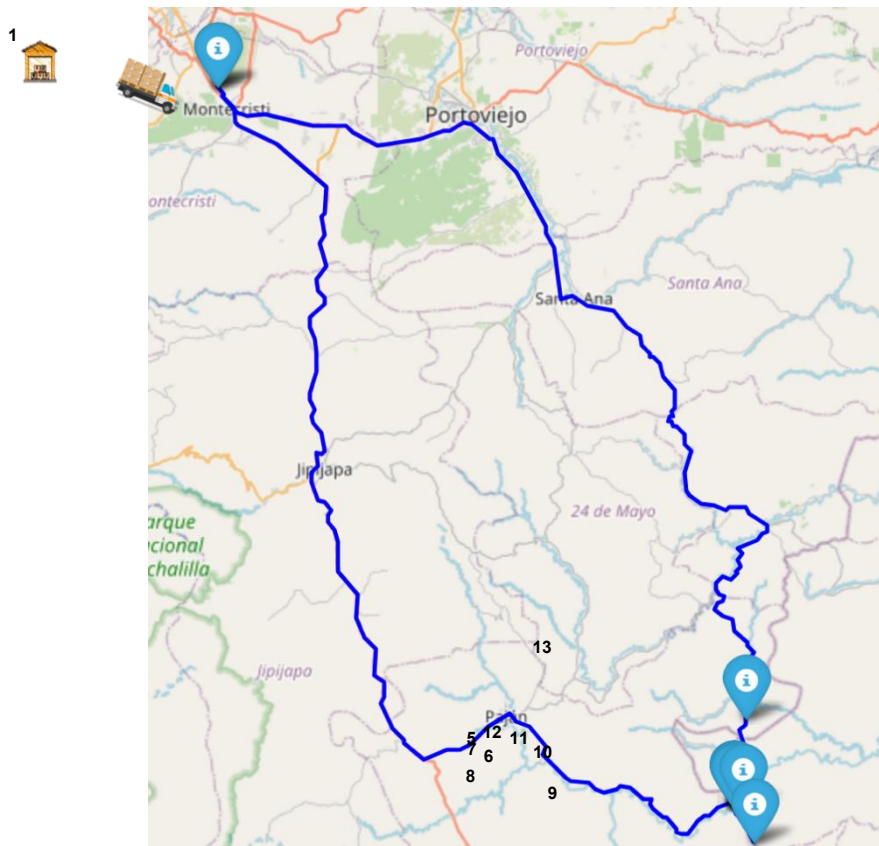 1
Portoviejo
Montecristi
Portoviejo
ontecristi
Santa Ana
Santa Ana
Jipijapa
24 de Mayo
arque
cional
chalilla
13
Jipijapa
Paján
5
12
11
7
6
10
8
9